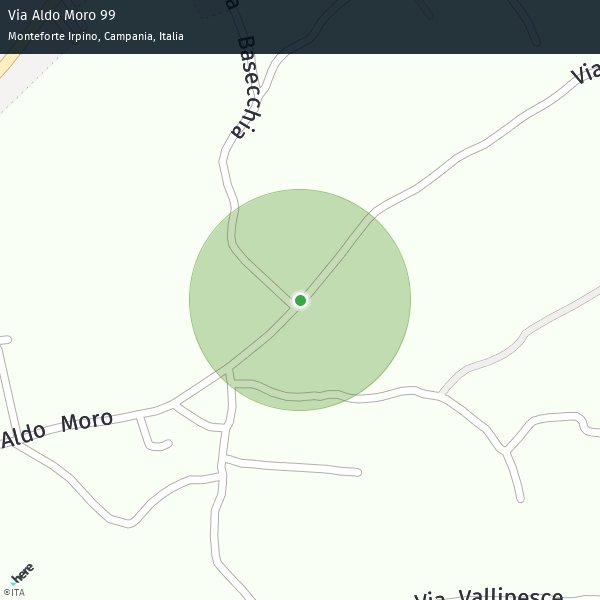 Via Aldo Moro 99
Monteforte Irpino, Campania, Italia
a Basecchia
Via
Aldo Moro
Via Vallinesce
here
©ITA